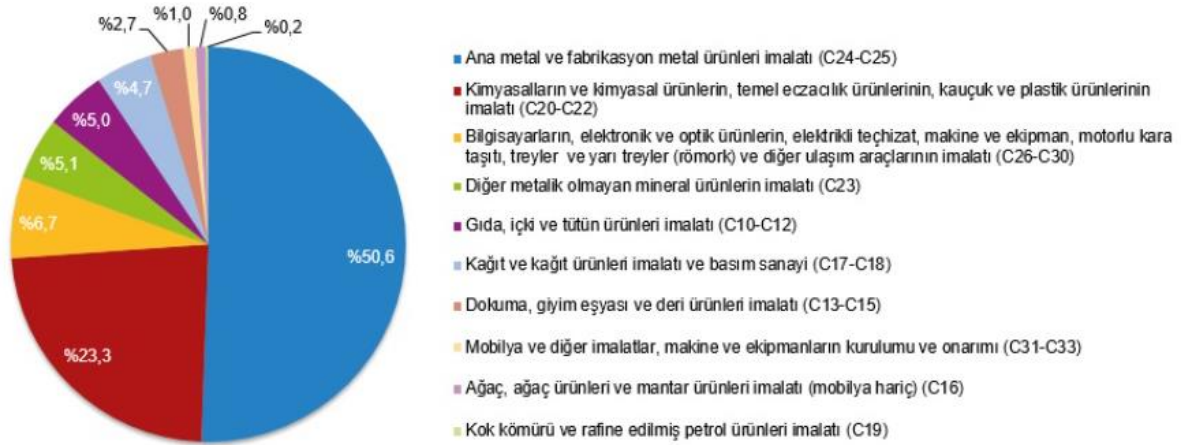 %2,7
%1,0
%0,8
%0,2
%4,7
%5,0
%5,1
%6,7
%50,6
%23,3
Ana metal ve fabrikasyon metal ürünleri imalatı (C24-C25)
Kimyasalların ve kimyasal ürünlerin, temel eczacılık ürünlerinin, kauçuk ve plastik ürünlerinin
imalatı (C20-C22)
Bilgisayarların, elektronik ve optik ürünlerin, elektrikli teçhizat, makine ve ekipman, motorlu kara
taşıtı, treyler ve yarı treyler (römork) ve diğer ulaşım araçlarının imalatı (C26-C30)
Diğer metalik olmayan mineral ürünlerin imalatı (C23)
Gıda, içki ve tütün ürünleri imalatı (C10-C12)
Kağıt ve kağıt ürünleri imalatı ve basım sanayi (C17-C18)
Dokuma, giyim eşyası ve deri ürünleri imalatı (C13-C15)
Mobilya ve diğer imalatlar, makine ve ekipmanların kurulumu ve onarımı (C31-C33)
Ağaç, ağaç ürünleri ve mantar ürünleri imalatı (mobilya hariç) (C16)
Kok kömürü ve rafine edilmiş petrol ürünleri imalatı (C19)